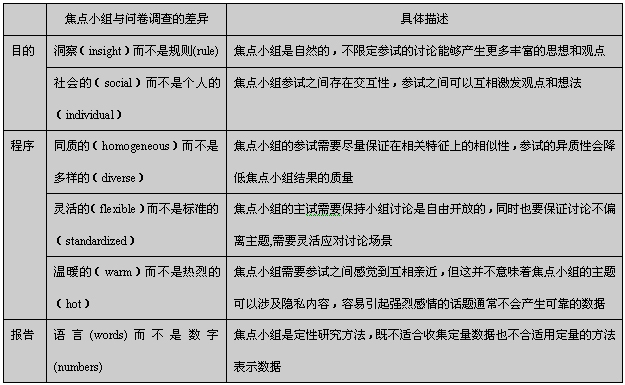 焦点小组与问卷调查的差异 具体描述
目的 洞察（insight)而不是规则(rule) 焦点小组是自然的，不限定参试的讨论能够产生更多丰富的思想和观点
社会的（social）而不是个人的 焦点小组参试之间存在交互性，参试之间可以互相激发观点和想法
（individual）
程序 同质的（homogeneous）而不是 焦点小组的参试需要尽量保证在相关特征上的相似性，参试的异质性会降
多样的（diverse） 低焦点小组结果的质量
灵活的（flexible）而不是标准的 焦点小组的主试需要保持小组讨论是自由开放的，同时也要保证讨论不偏
（standardized） 离主题,需要灵活应对讨论场景
温暖的（warm）而不是热烈的 焦点小组需要参试之间感觉到互相亲近，但这并不意味着焦点小组的主题
（hot） 可以涉及隐私内容，容易引起强烈感情的话题通常不会产生可靠的数据
报告 语言(words)而不是数字 焦点小组是定性研究方法，既不适合收集定量数据也不合适用定量的方法
(numbers) 表示数据